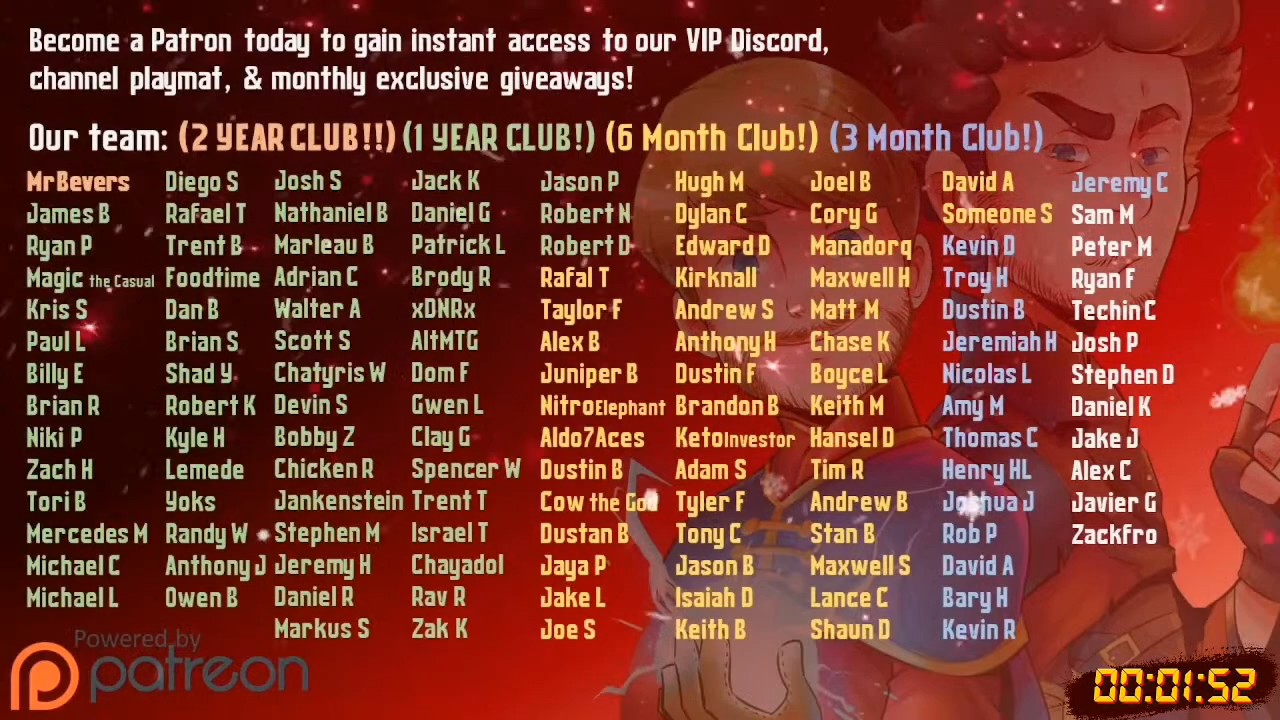 Become a Patron today to gain instant access to our VIP Discord,
channel playmat, & monthly exclusive giveaways!
Our team: (2 YEAR CLUB!!) (1 YEAR CLUB!) (6 Month Club!) (3 Month Club!)
MrBevers Diego S Josh S Jack K Jason P Hugh M Joel B David A Jeremy C
James B Rafael T Nathaniel B Daniel G Robert N Dylan C Cory G Someone S Sam M
Ryan P Trent B Marleau B Patrick L Robert D Edward D Manadorq Kevin D Peter M
Magic the Casual Foodtime Adrian C Brody R Rafal T Kirknall Maxwell H Troy H Ryan F
Kris S Dan B Walter A xDNRx Taylor F Andrew S Matt M Dustin B Techin C
Paul L Brian S Scott S AltMTG Alex B Anthony H Chase K Jeremiah H Josh P
Billy E Shad Y Chatyris W Dom F Juniper B Dustin F Boyce L Nicolas L Stephen D
Brian R Robert K Devin S Gwen L NitroElephant Brandon B Keith M Amy M Daniel K
Niki P Kyle H Bobby Z Clay G Aldo7Aces KetoInvestor Hansel D Thomas C Jake J
Zach H Lemede Chicken R Spencer W Dustin B Adam S Tim R Henry HL Alex C
Tori B Yoks Jankenstein Trent T Cow the God Tyler F Andrew B Joshua J Javier G
Mercedes M Randy W Stephen M Israel T Dustan B Tony C Stan B Rob P Zackfro
Michael C Anthony J Jeremy H Chayadol Jaya P Jason B Maxwell S David A
Michael L Owen B Daniel R Rav R Jake L Isaiah D Lance C Bary H
Markus S Zak K Joe S Keith B Shaun D Kevin R
Powered by
patreon
00:01:52